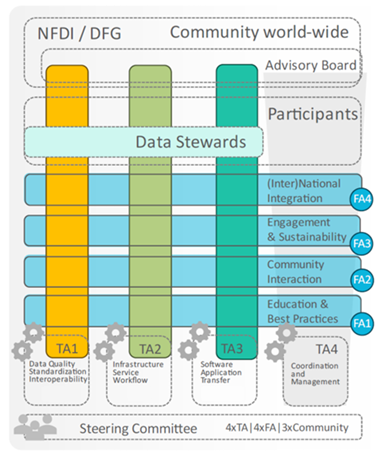 NFDI / DFG
Community world-wide
Advisory Board
Participants
Data Stewards
(Inter)National
Integration
FA4
Engagement
& Sustainability
FA3
Community
Interaction
FA2
Education &
Best Practices
FA1
TA1
TA2
TA3
TA4
Data Quality
Standardization
Interoperability
Infrastructure
Service
Workflow
Software
Application
Transfer
Coordination
and
Management
Steering Committee
4xTA|4xFA|3xCommunity